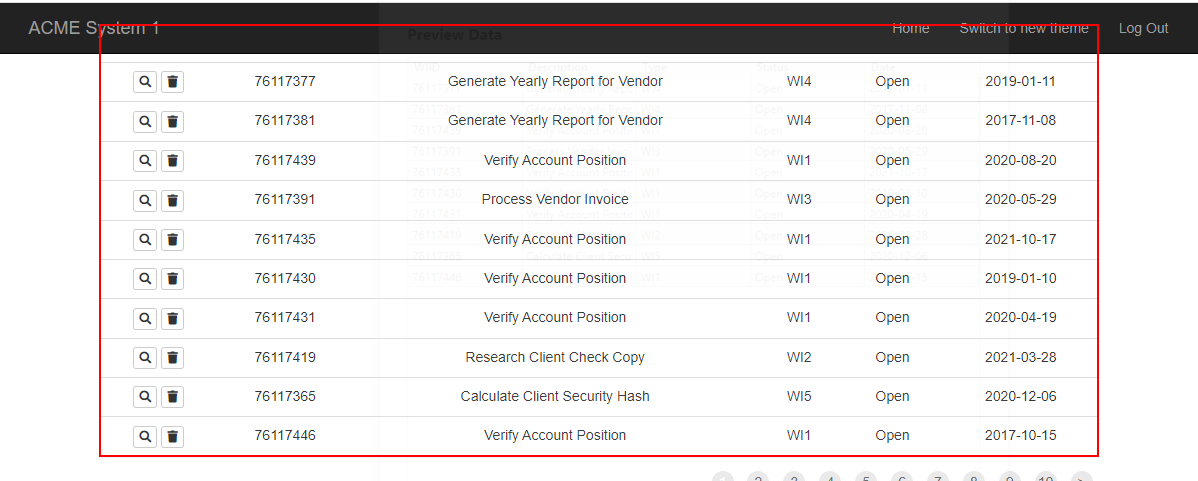 ACME System 1 Home Switch to new theme Log Out
Preview Data
WIID Description Type Status Date
76117377 Generate Yearly Report for Vendor WI4 Open 2019-01-11
76117381 Generate Yearly Report for Vendor WI4 Open 2017-11-08
76117439 Verify Account Position WI1 Open 2020-08-20
76117391 Process Vendor Invoice WI3 Open 2020-05-29
76117435 Verify Account Position WI1 Open 2021-10-17
76117430 Verify Account Position WI1 Open 2019-01-10
76117431 Verify Account Position WI1 Open 2020-04-19
76117419 Research Client Check Copy WI2 Open 2021-03-28
76117365 Calculate Client Security Hash WI5 Open 2020-12-06
76117446 Verify Account Position WI1 Open 2017-10-15
1 2 3 4 5 6 7 8 9 10 >